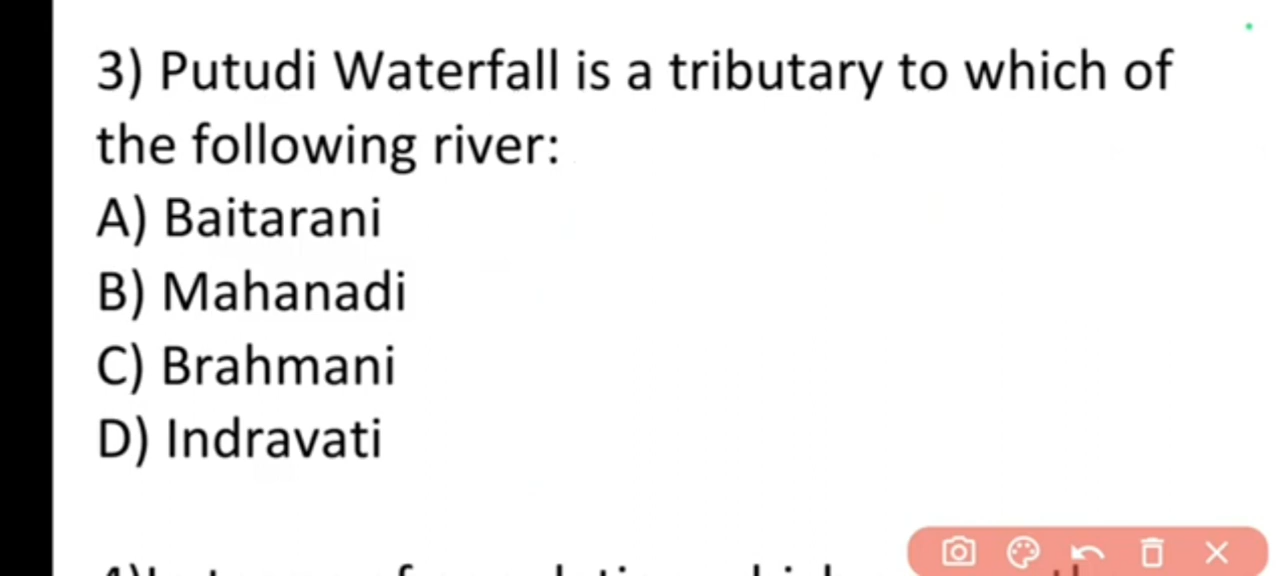 3) Putudi Waterfall is a tributary to which of
the following river:
A) Baitarani
B) Mahanadi
C) Brahmani
D) Indravati